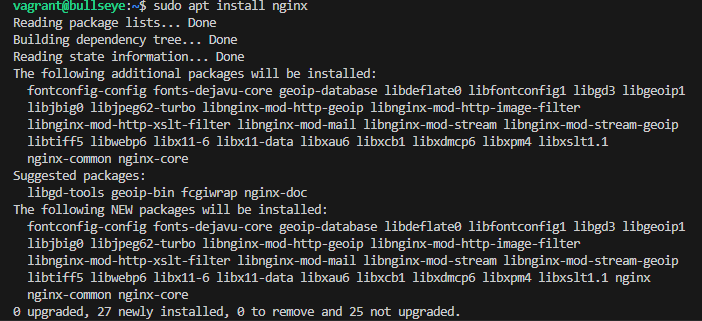 vagrant@bullseye:~$ sudo apt install nginx
Reading package lists... Done
Building dependency tree... Done
Reading state information... Done
The following additional packages will be installed:
  fontconfig-config fonts-dejavu-core geoip-database libdeflate0 libfontconfig1 libgd3 libgeoip1
  libjbig0 libjpeg62-turbo libnginx-mod-http-geoip libnginx-mod-http-image-filter
  libnginx-mod-http-xslt-filter libnginx-mod-mail libnginx-mod-stream libnginx-mod-stream-geoip
  libtiff5 libwebp6 libx11-6 libx11-data libxau6 libxcb1 libxdmcp6 libxpm4 libxslt1.1
  nginx-common nginx-core
Suggested packages:
  libgd-tools geoip-bin fcgiwrap nginx-doc
The following NEW packages will be installed:
  fontconfig-config fonts-dejavu-core geoip-database libdeflate0 libfontconfig1 libgd3 libgeoip1
  libjbig0 libjpeg62-turbo libnginx-mod-http-geoip libnginx-mod-http-image-filter
  libnginx-mod-http-xslt-filter libnginx-mod-mail libnginx-mod-stream libnginx-mod-stream-geoip
  libtiff5 libwebp6 libx11-6 libx11-data libxau6 libxcb1 libxdmcp6 libxpm4 libxslt1.1 nginx
  nginx-common nginx-core
0 upgraded, 27 newly installed, 0 to remove and 25 not upgraded.